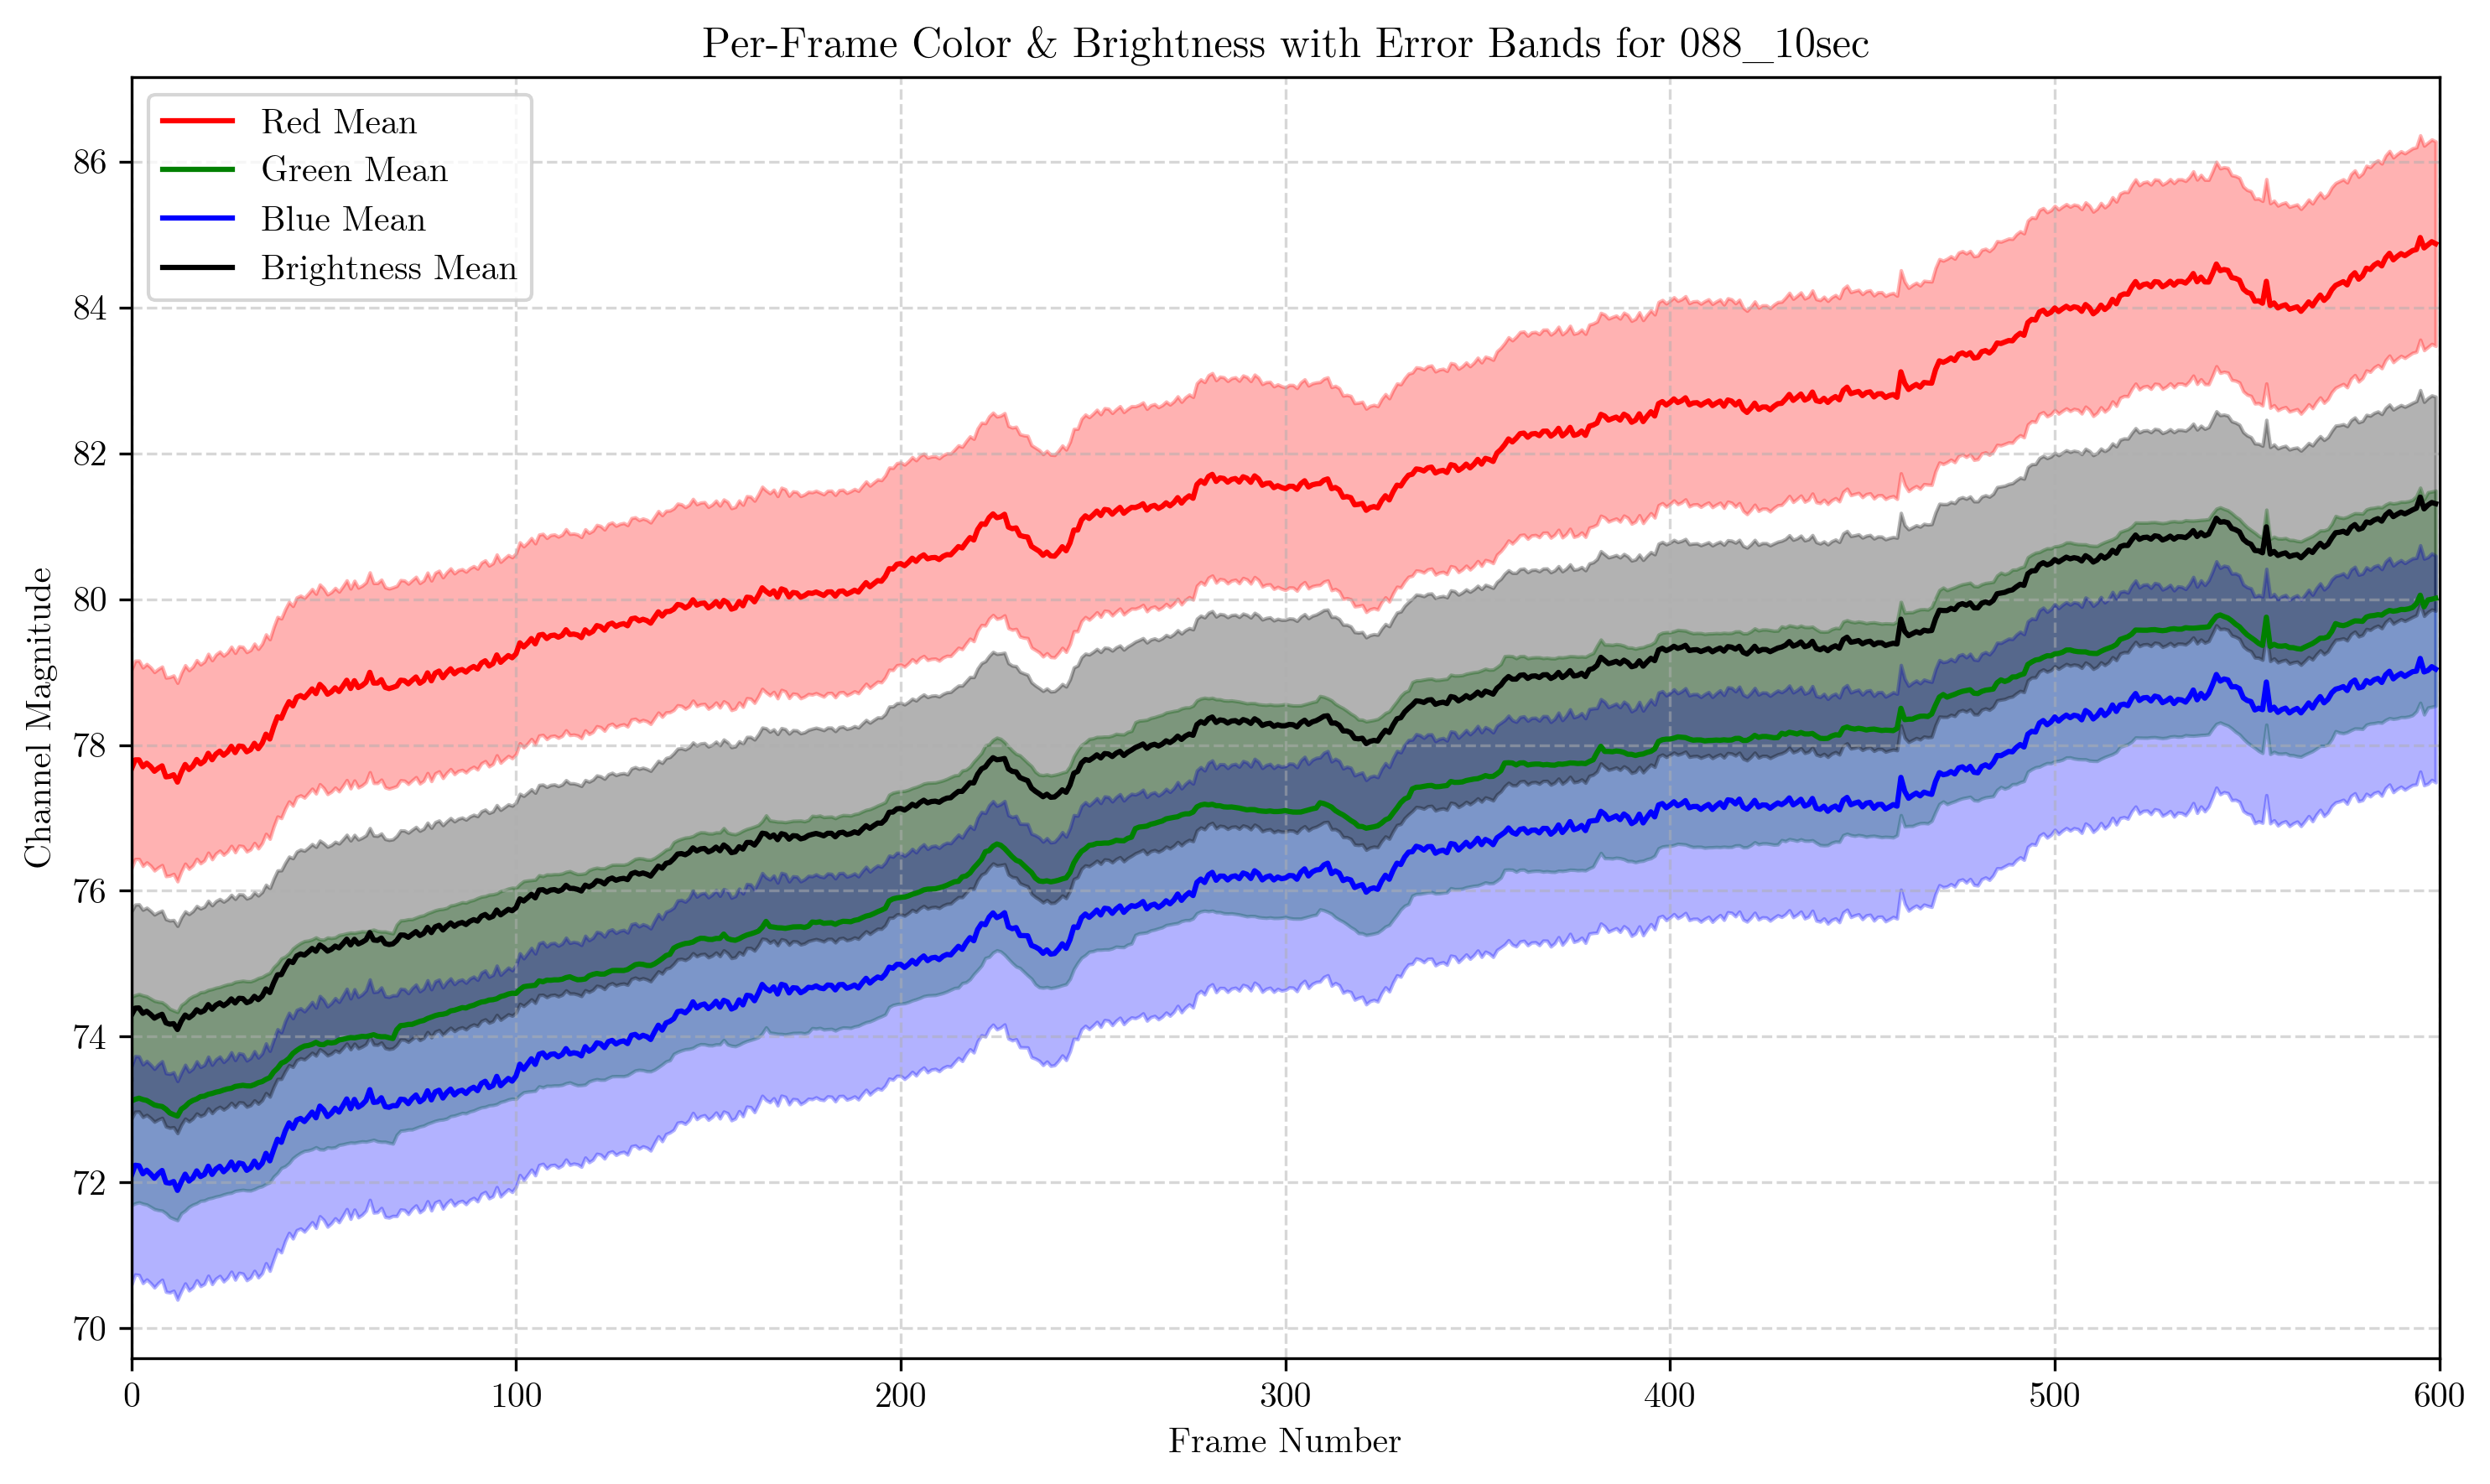 Per-Frame Color & Brightness with Error Bands for 088_10sec
Red Mean
Green Mean
Blue Mean
Brightness Mean
Channel Magnitude
86
84
82
80
78
76
74
72
70
0 100 200 300 400 500 600
Frame Number